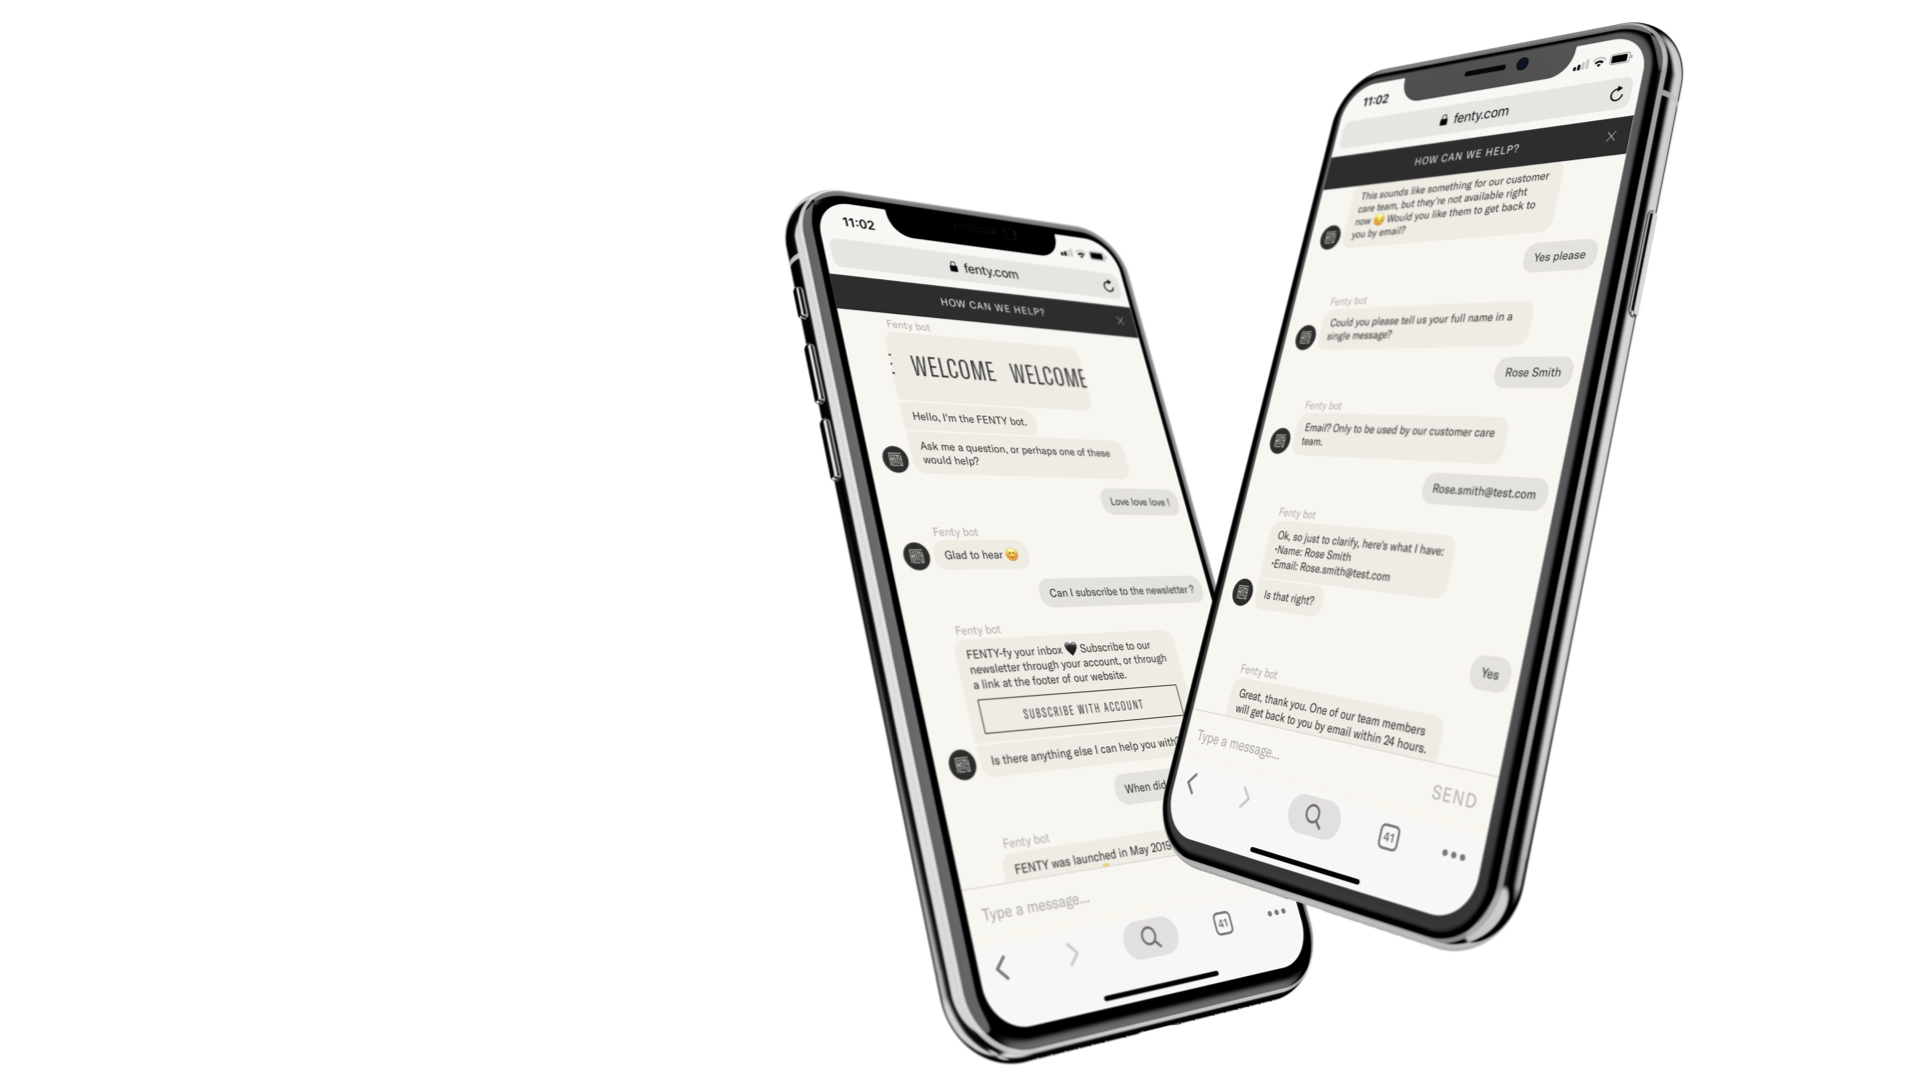 11:02
fenty.com
HOW CAN WE HELP?
Fenty bot
WELCOME WELCOME
Hello, I'm the FENTY bot.
Ask me a question, or perhaps one of these
would help?
Love love love !
Fenty bot
Glad to hear 😊
Can I subscribe to the newsletter ?
Fenty bot
FENTY-fy your inbox 🖤 Subscribe to our
newsletter through your account, or through
a link at the footer of our website.
SUBSCRIBE WITH ACCOUNT
Is there anything else I can help you with?
When did
Fenty bot
FENTY was launched in May 2019
Type a message...
41
11:02
fenty.com
HOW CAN WE HELP?
This sounds like something for our customer
care team, but they're not available right
now 😔 Would you like them to get back to
you by email?
Yes please
Fenty bot
Could you please tell us your full name in a
single message?
Rose Smith
Fenty bot
Email? Only to be used by our customer care
team.
Rose.smith@test.com
Fenty bot
Ok, so just to clarify, here's what I have:
•Name: Rose Smith
•Email: Rose.smith@test.com
Is that right?
Yes
Fenty bot
Great, thank you. One of our team members
will get back to you by email within 24 hours.
Type a message...
SEND
41